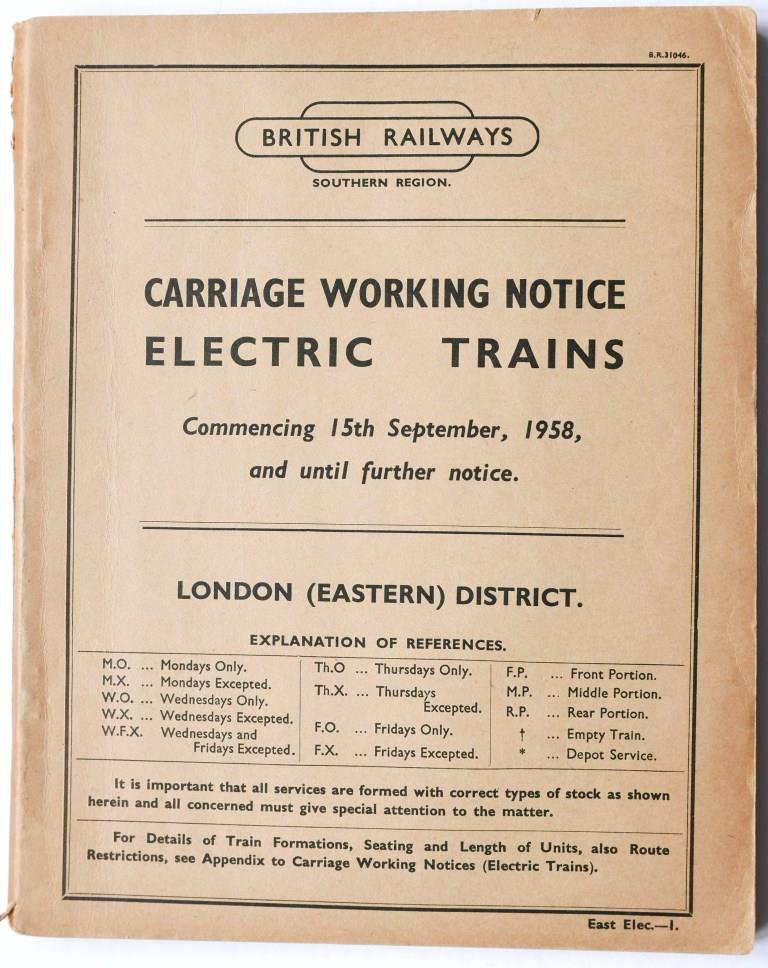 B.R.31046.
BRITISH RAILWAYS
SOUTHERN REGION.
CARRIAGE WORKING NOTICE
ELECTRIC TRAINS
Commencing 15th September, 1958,
and until further notice.
LONDON (EASTERN) DISTRICT.
EXPLANATION OF REFERENCES.
M.O. ... Mondays Only.
M.X. ... Mondays Excepted.
W.O. ... Wednesdays Only.
W.X. ... Wednesdays Excepted.
W.F.X. Wednesdays and
Fridays Excepted.
Th.O ... Thursdays Only.
Th.X. ... Thursdays
Excepted.
F.O. ... Fridays Only.
F.X. ... Fridays Excepted.
F.P. ... Front Portion.
M.P. ... Middle Portion.
R.P. ... Rear Portion.
† ... Empty Train.
* ... Depot Service.
It is important that all services are formed with correct types of stock as shown
herein and all concerned must give special attention to the matter.
For Details of Train Formations, Seating and Length of Units, also Route
Restrictions, see Appendix to Carriage Working Notices (Electric Trains).
East Elec.—1.